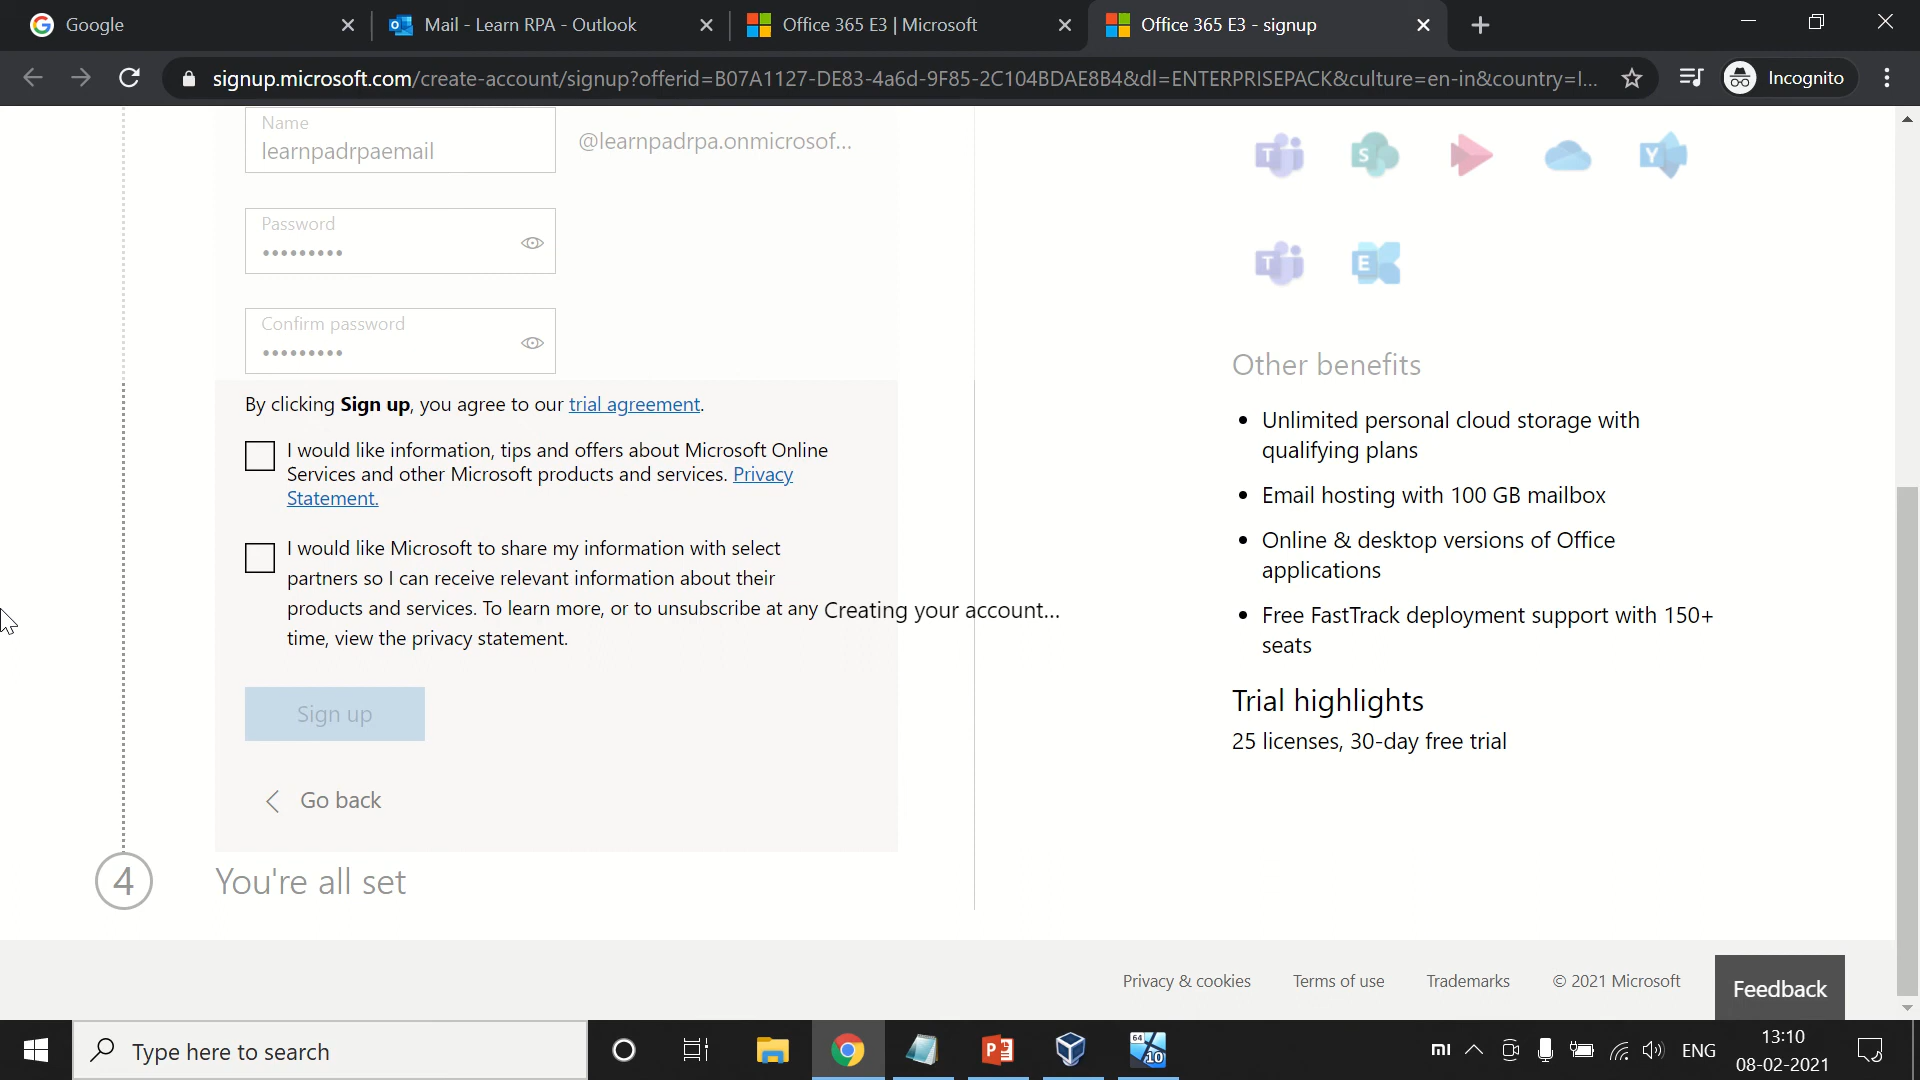 Google
Mail - Learn RPA - Outlook
Office 365 E3 | Microsoft
Office 365 E3 - signup
signup.microsoft.com/create-account/signup?offerid=B07A1127-DE83-4a6d-9F85-2C104BDAE8B4&dl=ENTERPRISEPACK&culture=en-in&country=I...
Incognito
Name
learnpadrpaemail
@learnpadrpa.onmicrosof...
Password
•••••••••
Confirm password
•••••••••
By clicking Sign up, you agree to our trial agreement.
I would like information, tips and offers about Microsoft Online
Services and other Microsoft products and services. Privacy
Statement.
I would like Microsoft to share my information with select
partners so I can receive relevant information about their
products and services. To learn more, or to unsubscribe at any
time, view the privacy statement.
Creating your account...
Sign up
Go back
4
You're all set
T
S
Y
T
E
Other benefits
• Unlimited personal cloud storage with
qualifying plans
• Email hosting with 100 GB mailbox
• Online & desktop versions of Office
applications
• Free FastTrack deployment support with 150+
seats
Trial highlights
25 licenses, 30-day free trial
Privacy & cookies
Terms of use
Trademarks
© 2021 Microsoft
Feedback
Type here to search
P
64
10
mi
ENG
13:10
08-02-2021